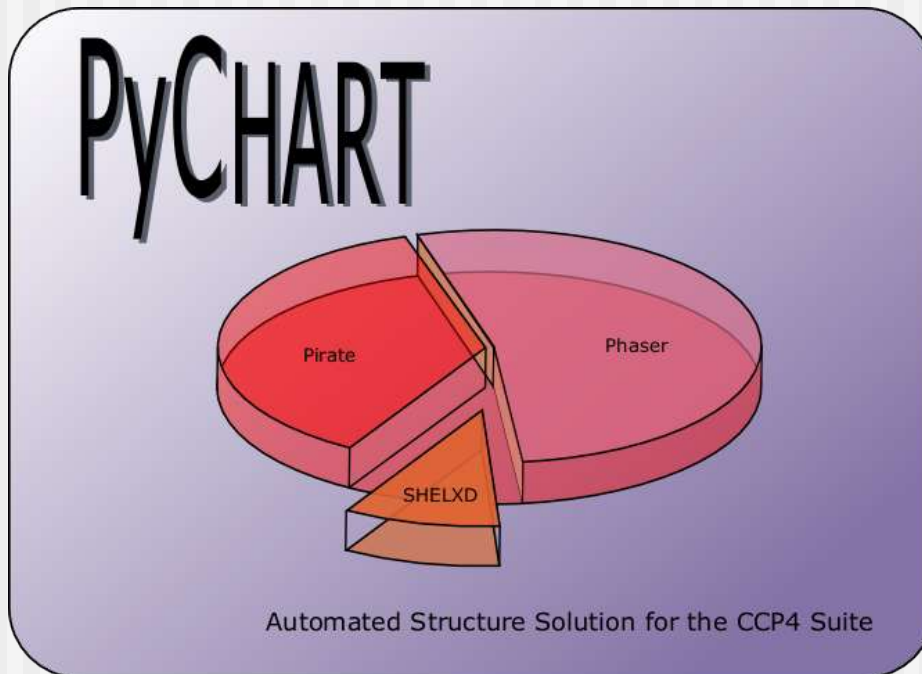 PyCHART
Pirate
Phaser
SHELXD
Automated Structure Solution for the CCP4 Suite